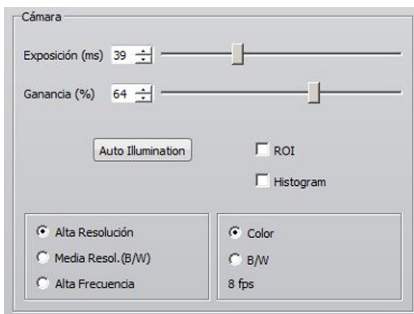 Cámara
Exposición (ms) 39
Ganancia (%) 64
Auto Illumination
ROI
Histogram
Alta Resolución
Media Resol.(B/W)
Alta Frecuencia
Color
B/W
8 fps